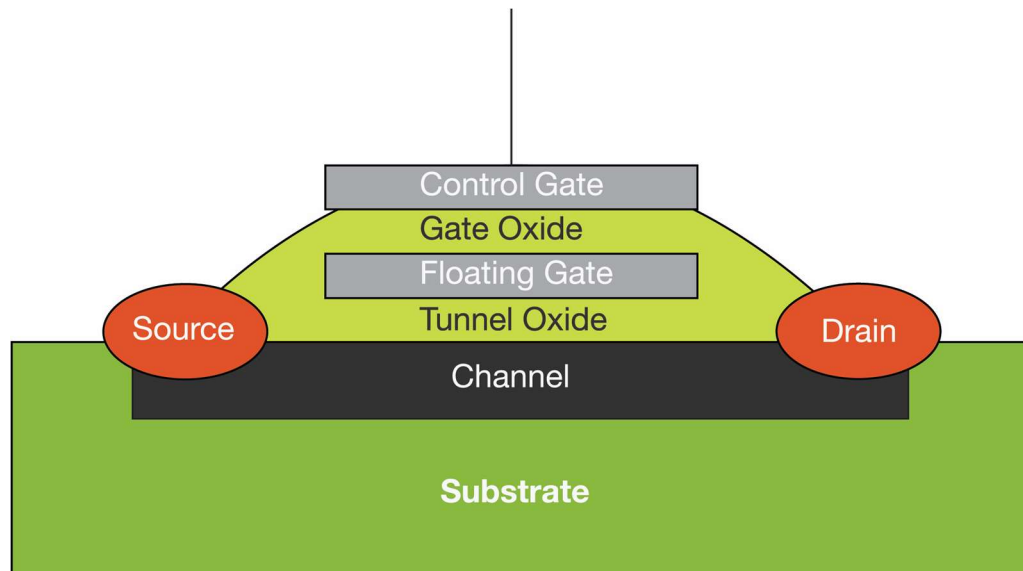 Control Gate
Gate Oxide
Floating Gate
Tunnel Oxide
Source
Drain
Channel
Substrate